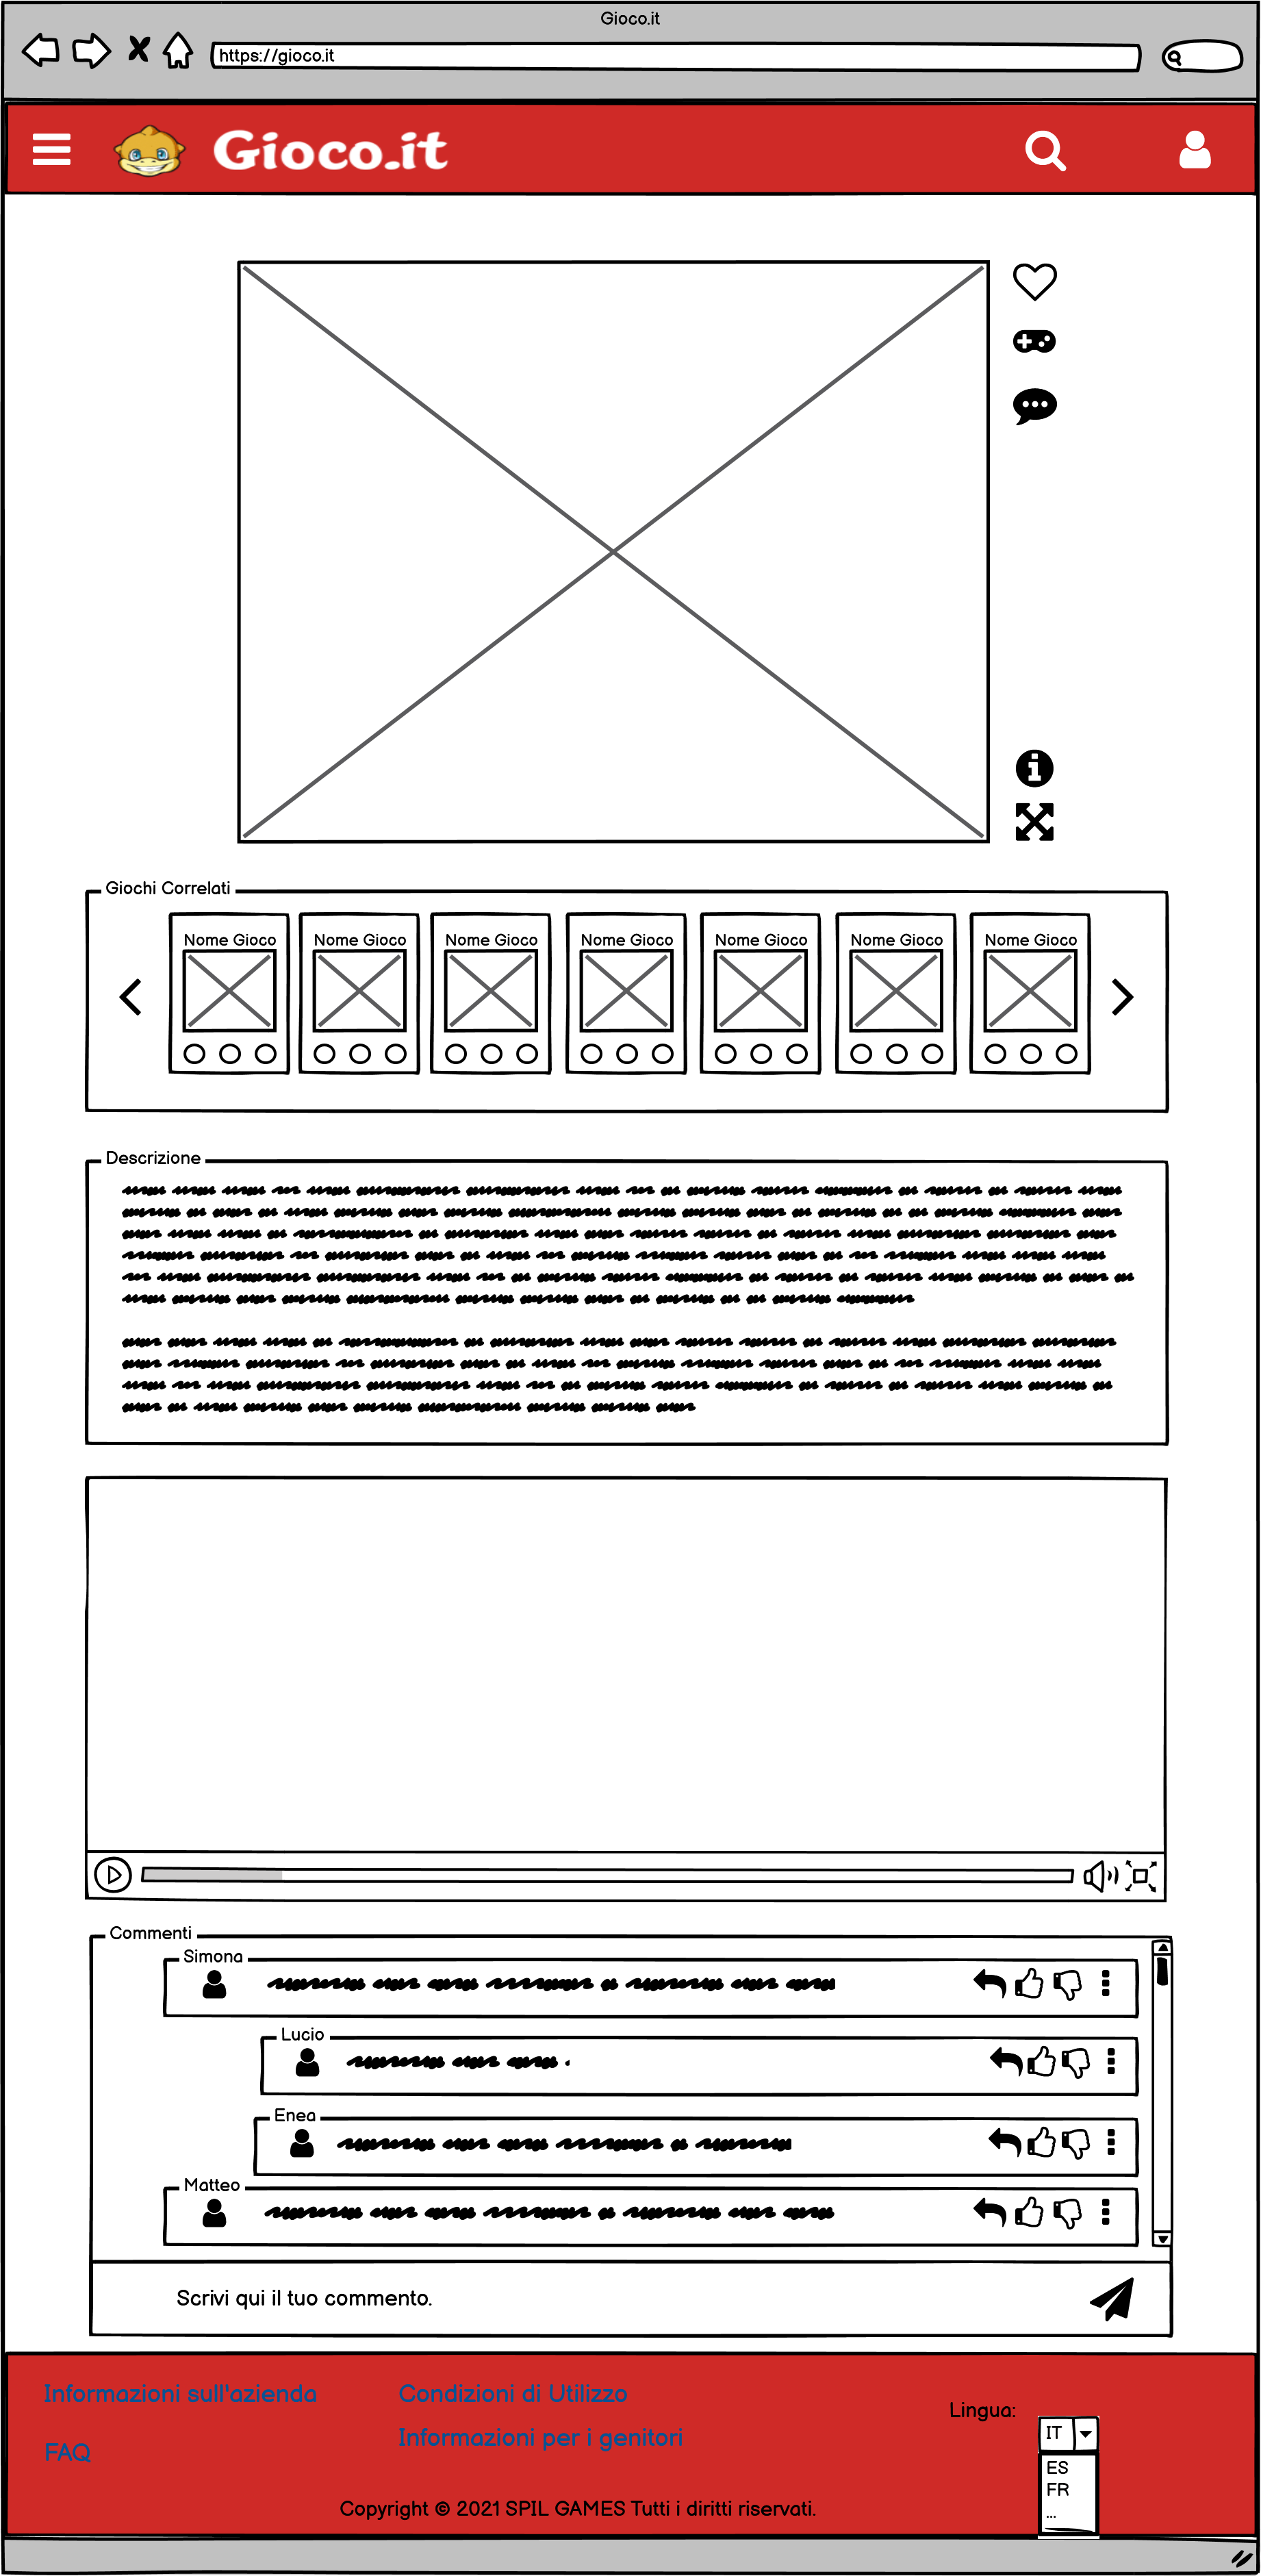 Gioco.it
https://gioco.it
Gioco.it
Giochi Correlati
Nome Gioco Nome Gioco Nome Gioco Nome Gioco Nome Gioco Nome Gioco Nome Gioco
Descrizione
Commenti
Simona
Lucio
Enea
Matteo
Scrivi qui il tuo commento.
Informazioni sull'azienda
Condizioni di Utilizzo
Lingua:
Informazioni per i genitori
FAQ
IT
ES
FR
...
Copyright © 2021 SPIL GAMES Tutti i diritti riservati.